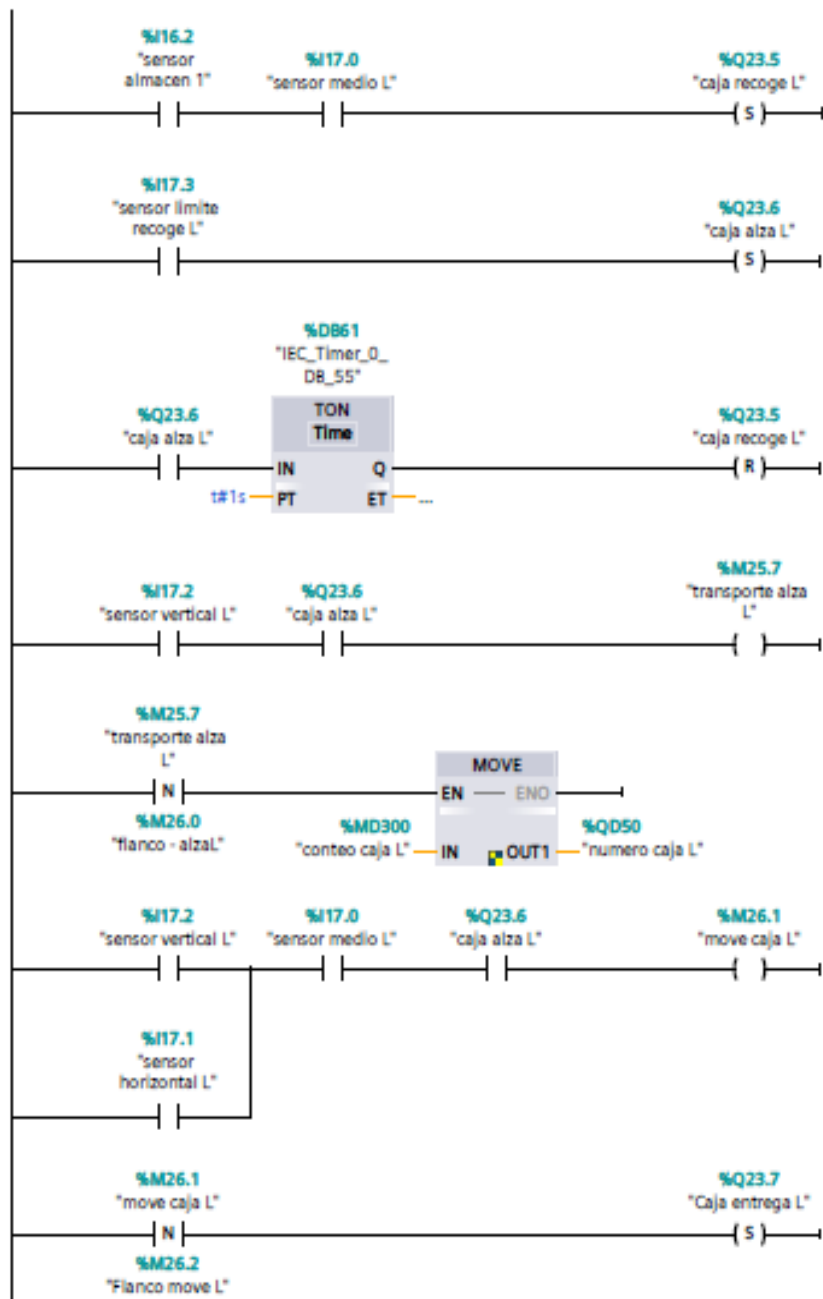 %I16.2
"sensor
almacen 1"
%I17.0
"sensor medio L"
%Q23.5
"caja recoge L"
S
%I17.3
"sensor limite
recoge L"
%Q23.6
"caja alza L"
S
%DB61
"IEC_Timer_0_
DB_55"
TON
Time
%Q23.6
"caja alza L"
IN
Q
t#1s
PT
ET
...
%Q23.5
"caja recoge L"
R
%I17.2
"sensor vertical L"
%Q23.6
"caja alza L"
%M25.7
"transporte alza
L"
%M25.7
"transporte alza
L"
N
%M26.0
"flanco - alzaL"
MOVE
EN
ENO
%MD300
"conteo caja L"
IN
OUT1
%QD50
"numero caja L"
%I17.2
"sensor vertical L"
%I17.0
"sensor medio L"
%Q23.6
"caja alza L"
%M26.1
"move caja L"
%I17.1
"sensor
horizontal L"
%M26.1
"move caja L"
N
%M26.2
"Flanco move L"
%Q23.7
"Caja entrega L"
S